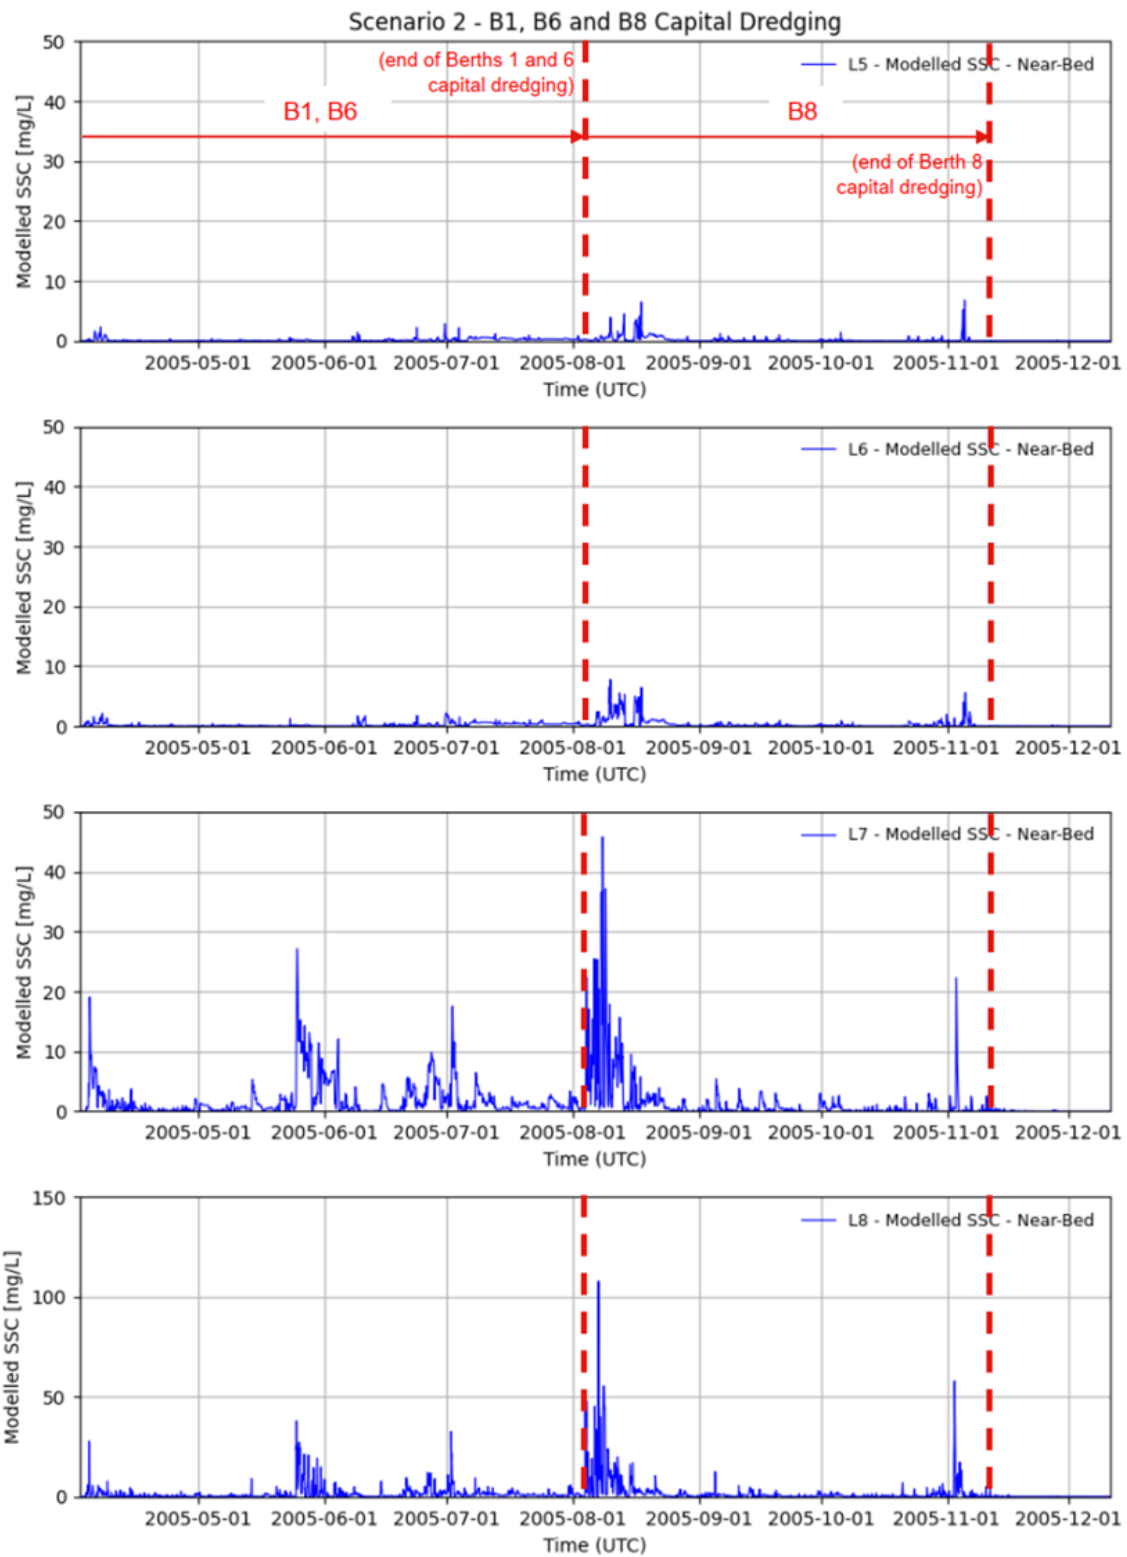 Scenario 2 - B1, B6 and B8 Capital Dredging
50
(end of Berths 1 and 6
capital dredging)
L5 - Modelled SSC - Near-Bed
40
B1, B6
B8
30
(end of Berth 8
capital dredging)
20
10
0
Modelled SSC [mg/L]
2005-05-01 2005-06-01 2005-07-01 2005-08-01 2005-09-01 2005-10-01 2005-11-01 2005-12-01
Time (UTC)
50
L6 - Modelled SSC - Near-Bed
40
30
20
10
0
Modelled SSC [mg/L]
2005-05-01 2005-06-01 2005-07-01 2005-08-01 2005-09-01 2005-10-01 2005-11-01 2005-12-01
Time (UTC)
50
L7 - Modelled SSC - Near-Bed
40
30
20
10
0
Modelled SSC [mg/L]
2005-05-01 2005-06-01 2005-07-01 2005-08-01 2005-09-01 2005-10-01 2005-11-01 2005-12-01
Time (UTC)
150
L8 - Modelled SSC - Near-Bed
100
50
0
Modelled SSC [mg/L]
2005-05-01 2005-06-01 2005-07-01 2005-08-01 2005-09-01 2005-10-01 2005-11-01 2005-12-01
Time (UTC)